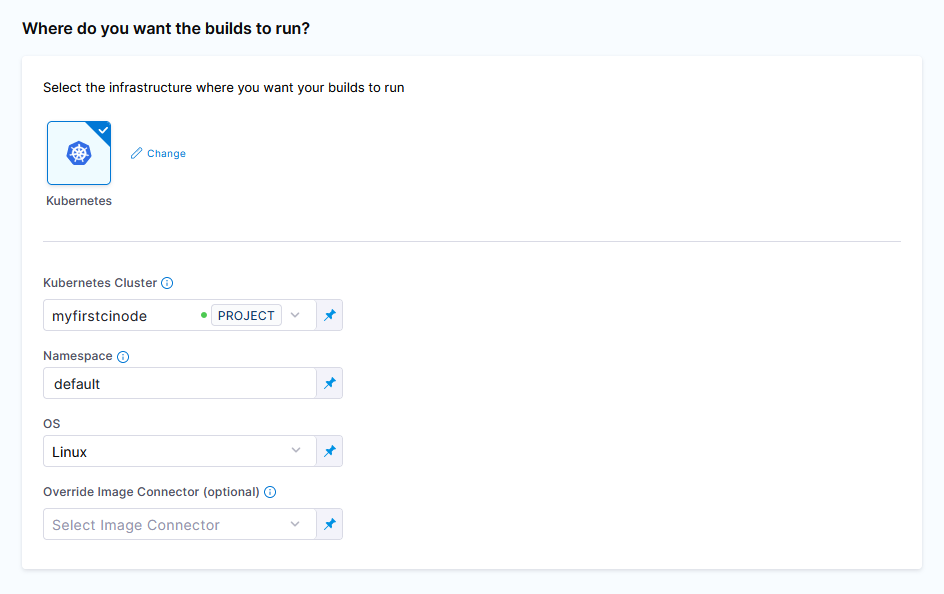 Where do you want the builds to run?
Select the infrastructure where you want your builds to run
Change
Kubernetes
Kubernetes Cluster
myfirstcinode PROJECT
Namespace
default
OS
Linux
Override Image Connector (optional)
Select Image Connector